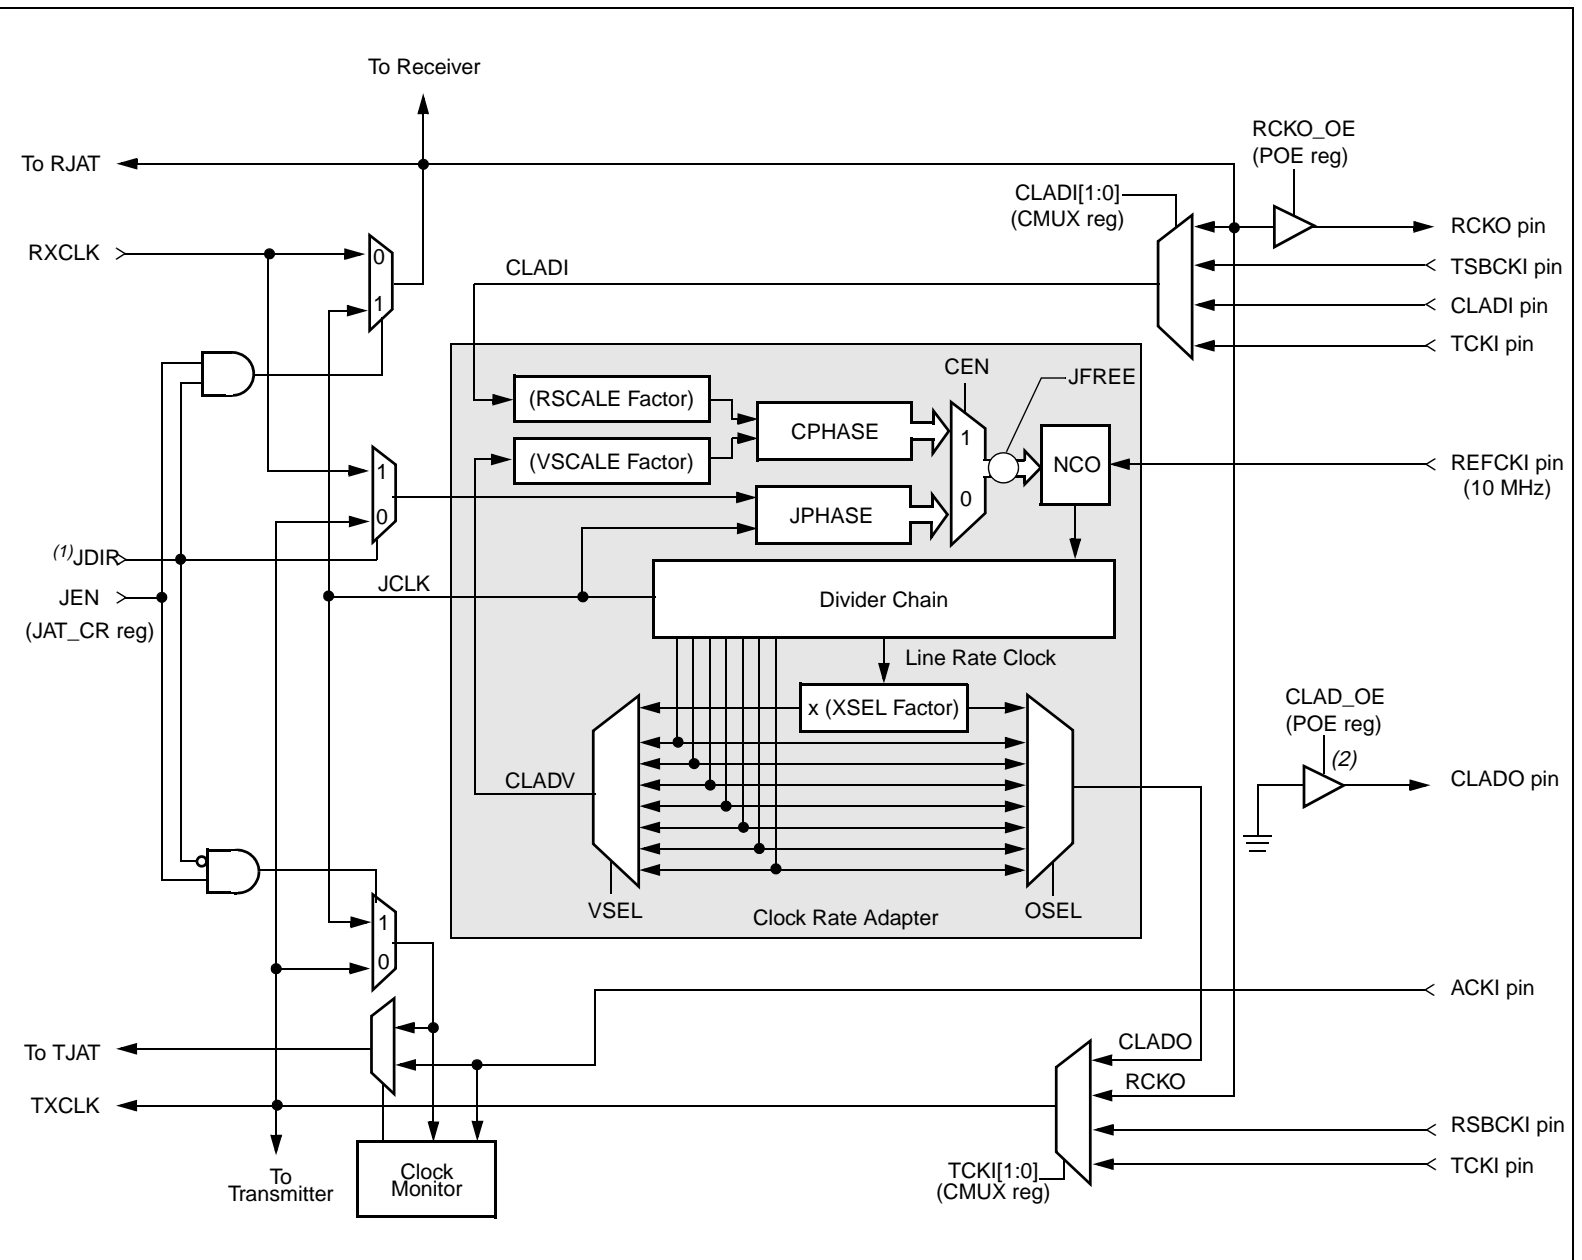 To Receiver
To RJAT
RCKO_OE
(POE reg)
CLADI[1:0]
(CMUX reg)
RCKO pin
RXCLK
0
1
CLADI
TSBCKI pin
CLADI pin
TCKI pin
CEN
JFREE
(RSCALE Factor)
CPHASE
1
(VSCALE Factor)
NCO
REFCKI pin
(10 MHz)
1
0
JPHASE
0
(1)JDIR
JCLK
JEN
(JAT_CR reg)
Divider Chain
Line Rate Clock
x (XSEL Factor)
CLAD_OE
(POE reg)
(2)
CLADV
CLADO pin
VSEL
Clock Rate Adapter
OSEL
1
0
ACKI pin
To TJAT
CLADO
RCKO
TXCLK
RSBCKI pin
TCKI pin
TCKI[1:0]
(CMUX reg)
To
Transmitter
Clock
Monitor